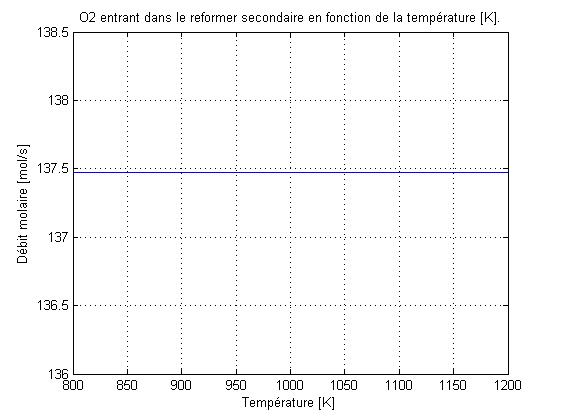 O2 entrant dans le reformer secondaire en fonction de la température [K].
138.5
138
137.5
137
136.5
136
Débit molaire [mol/s]
800 850 900 950 1000 1050 1100 1150 1200
Température [K]